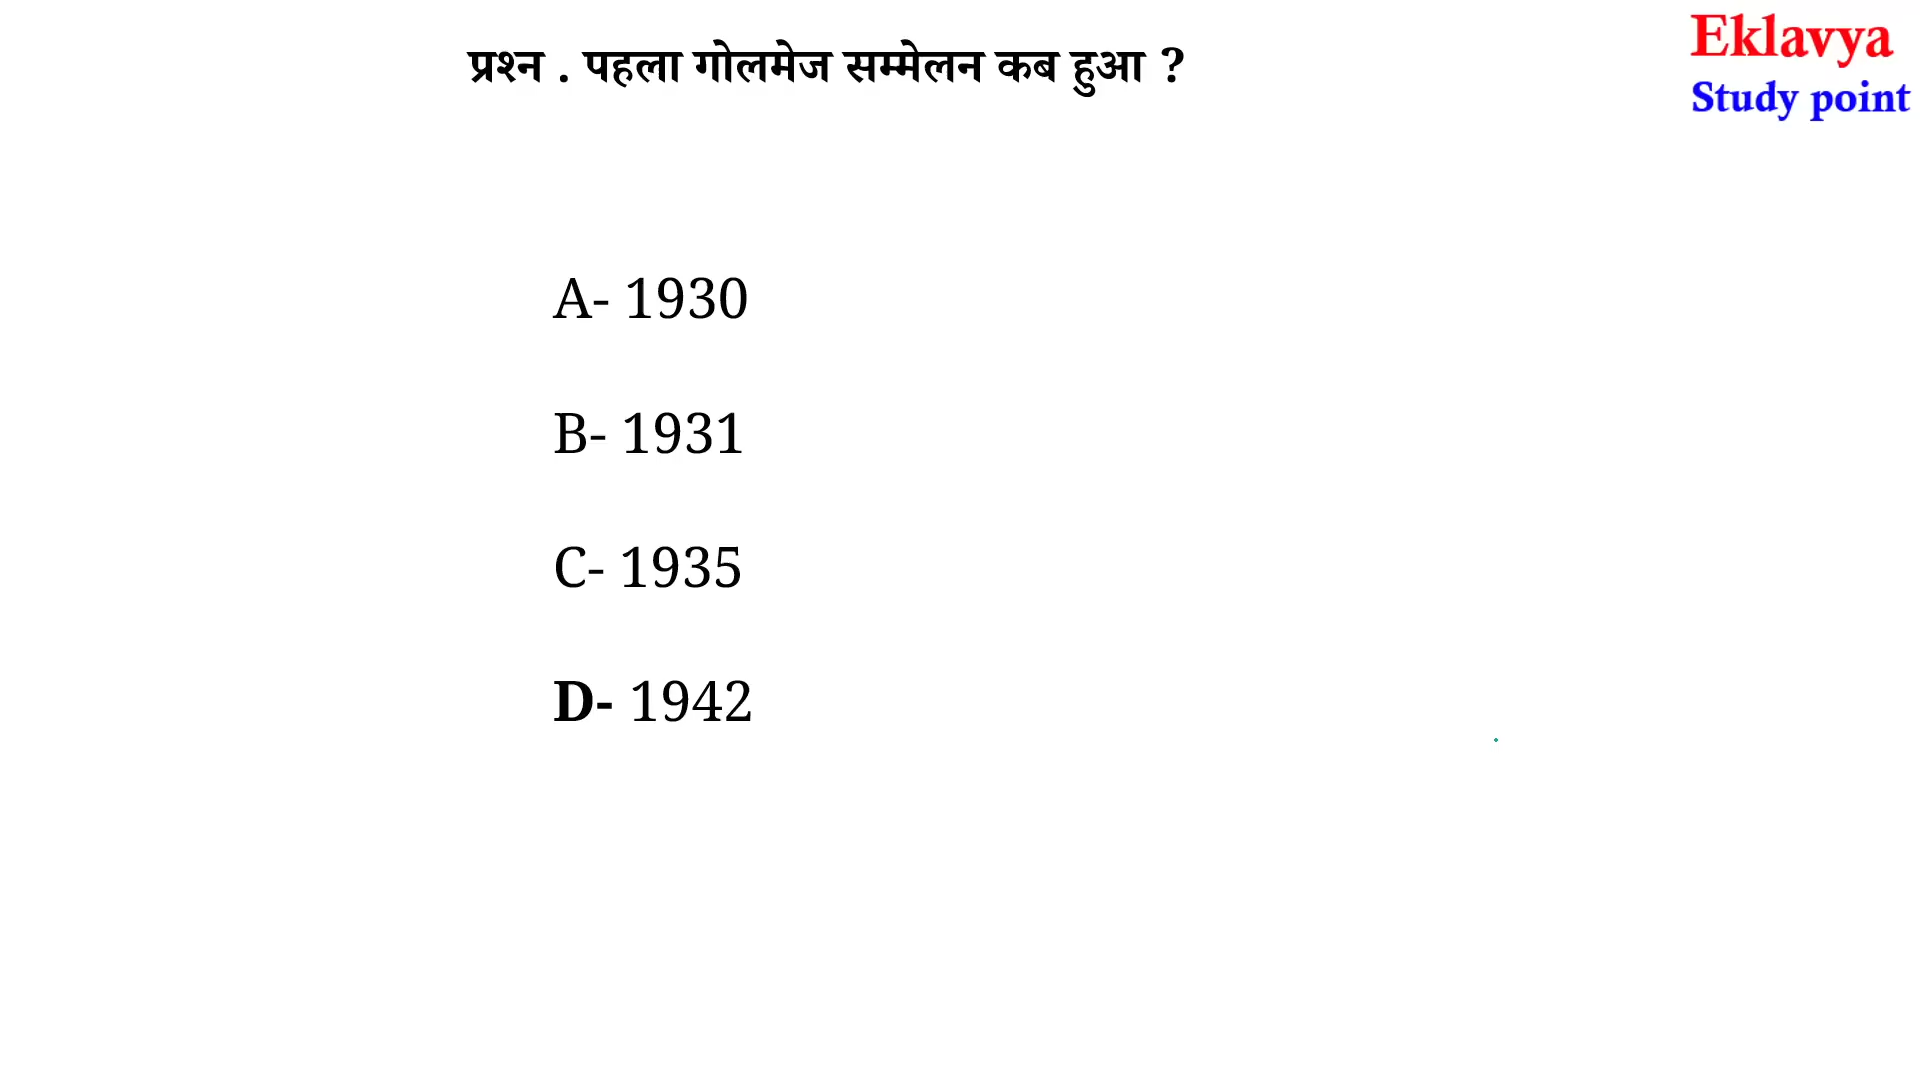 प्रश्न . पहला गोलमेज सम्मेलन कब हुआ ?
Eklavya
Study point
A- 1930
B- 1931
C- 1935
D- 1942